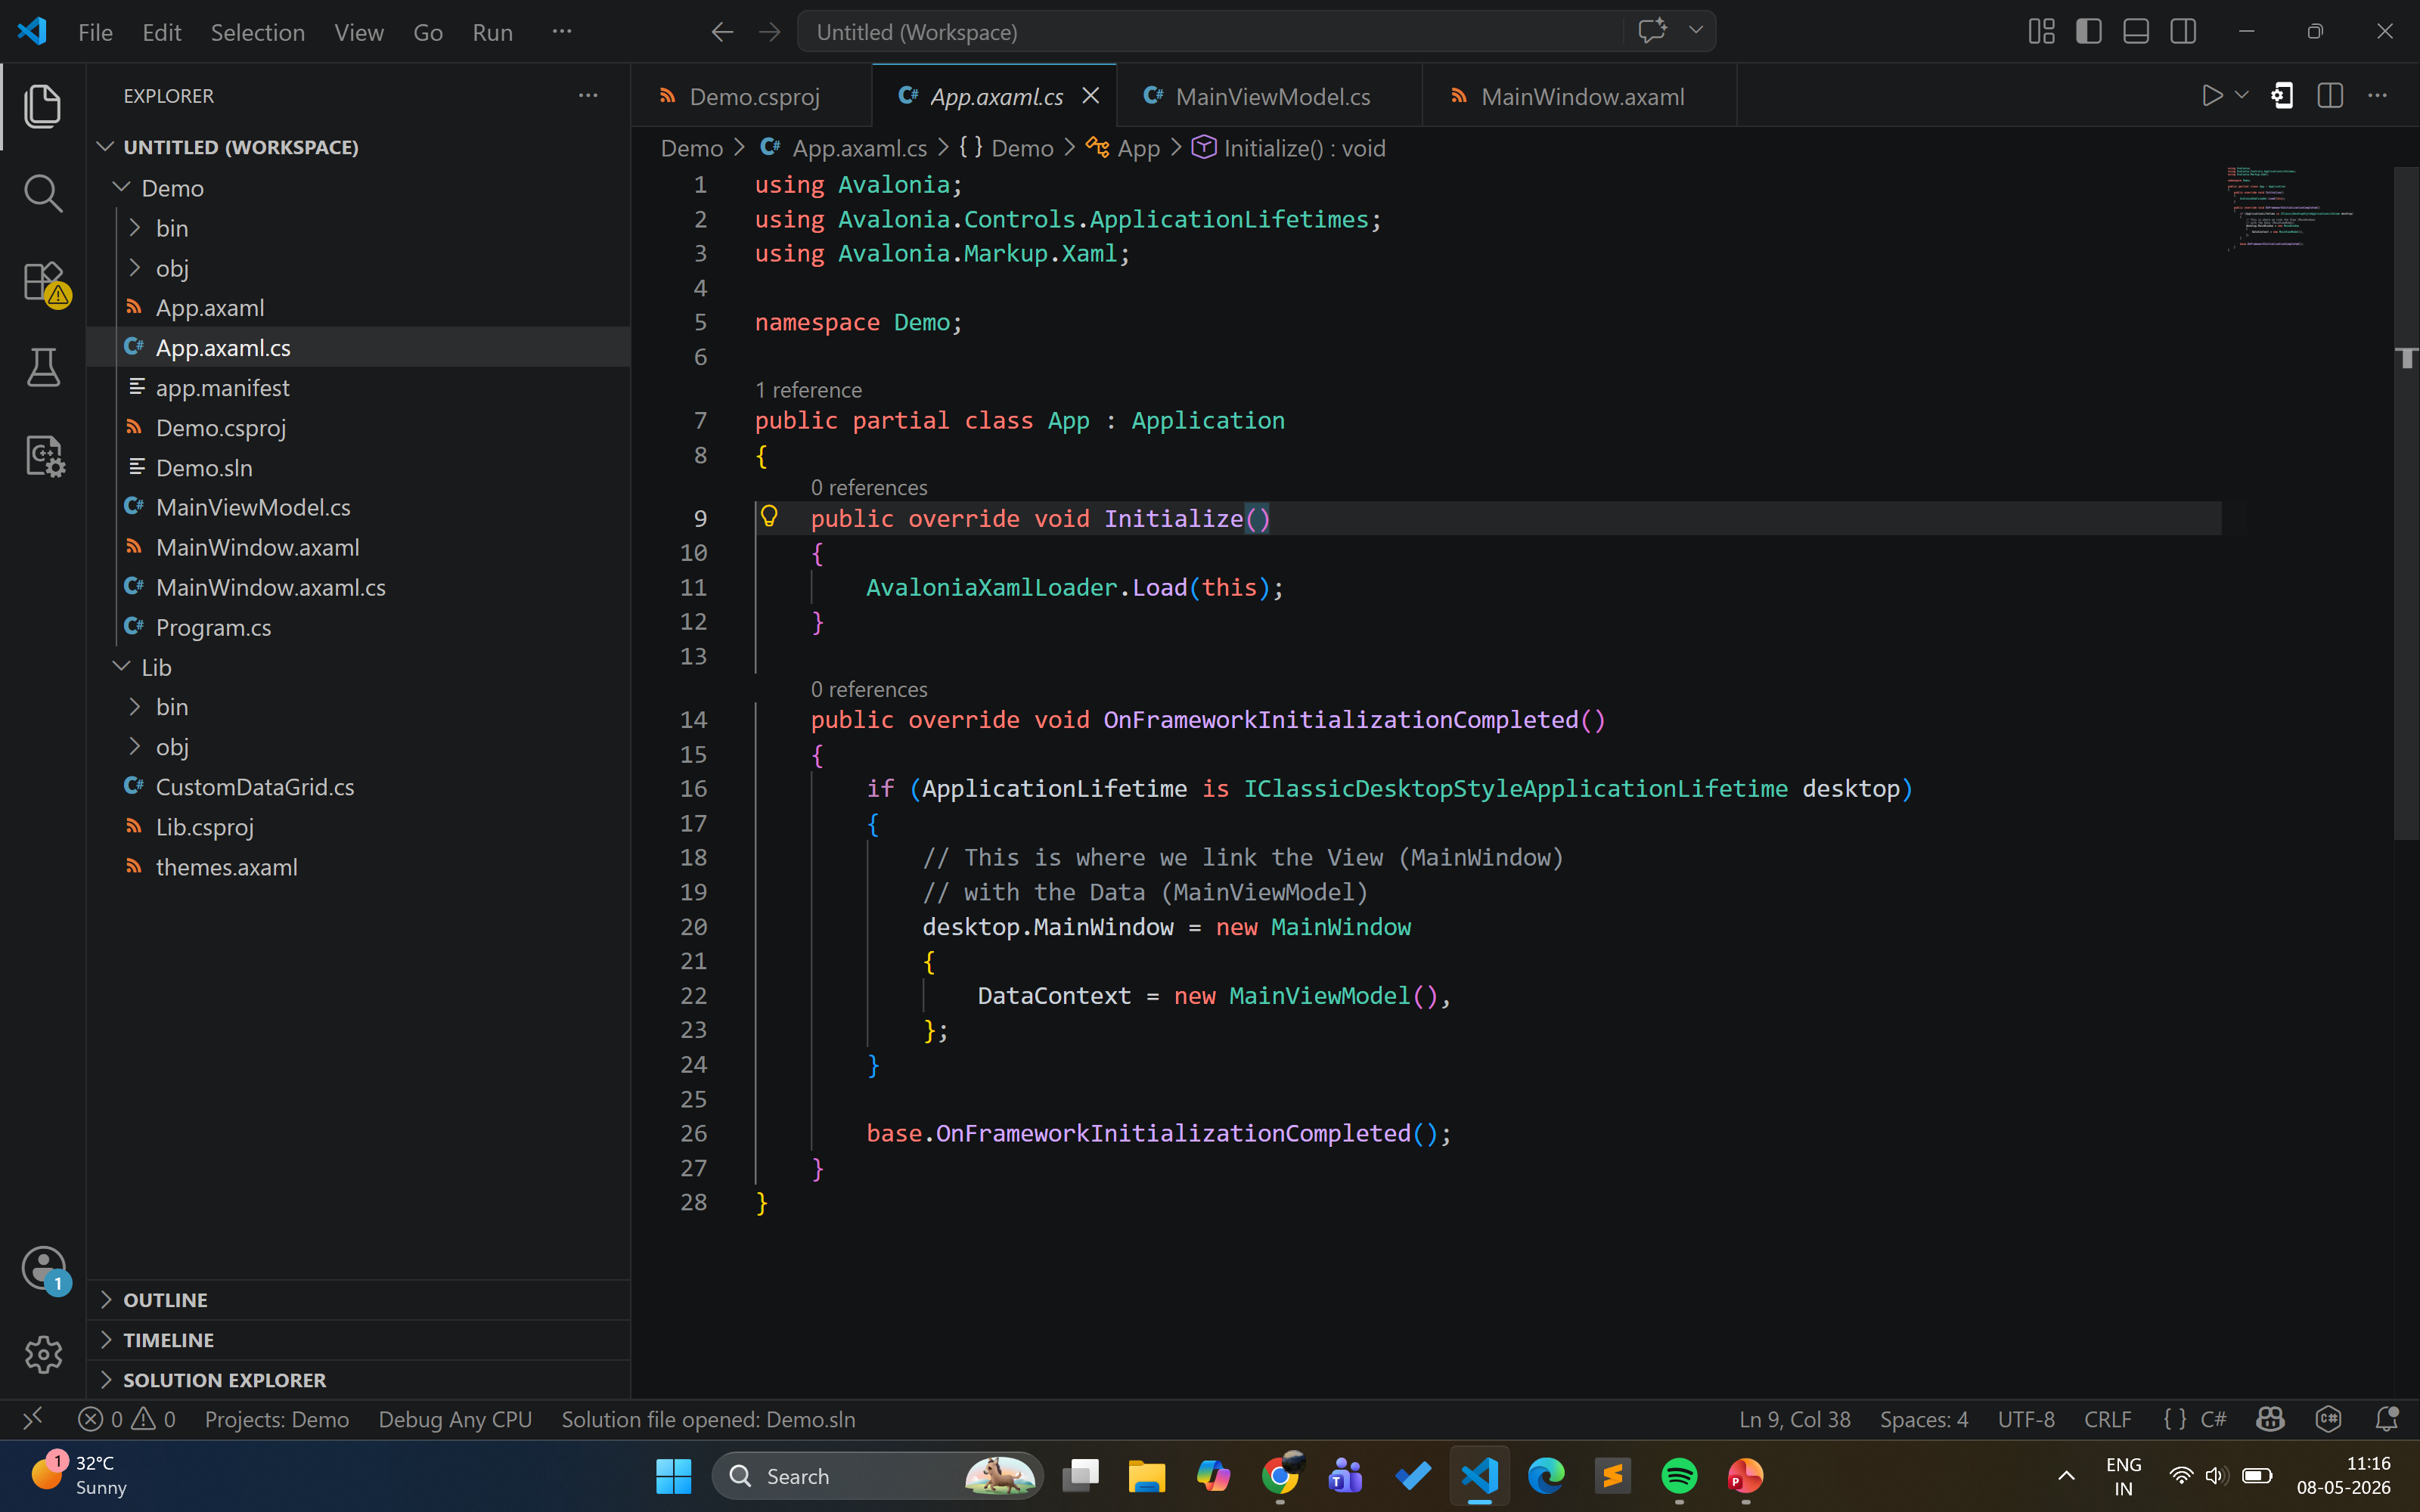 File Edit Selection View Go Run ···
Untitled (Workspace)
EXPLORER
UNTITLED (WORKSPACE)
Demo
bin
obj
App.axaml
App.axaml.cs
app.manifest
Demo.csproj
Demo.sln
MainViewModel.cs
MainWindow.axaml
MainWindow.axaml.cs
Program.cs
Lib
bin
obj
CustomDataGrid.cs
Lib.csproj
themes.axaml
OUTLINE
TIMELINE
SOLUTION EXPLORER
1
Demo.csproj App.axaml.cs MainViewModel.cs MainWindow.axaml
Demo > App.axaml.cs > { } Demo > App > Initialize() : void
1 using Avalonia;
2 using Avalonia.Controls.ApplicationLifetimes;
3 using Avalonia.Markup.Xaml;
4
5 namespace Demo;
6
1 reference
7 public partial class App : Application
8 {
0 references
9 public override void Initialize()
10 {
11 AvaloniaXamlLoader.Load(this);
12 }
13
0 references
14 public override void OnFrameworkInitializationCompleted()
15 {
16 if (ApplicationLifetime is IClassicDesktopStyleApplicationLifetime desktop)
17 {
18 // This is where we link the View (MainWindow)
19 // with the Data (MainViewModel)
20 desktop.MainWindow = new MainWindow
21 {
22 DataContext = new MainViewModel(),
23 };
24 }
25
26 base.OnFrameworkInitializationCompleted();
27 }
28 }
0 0 Projects: Demo Debug Any CPU Solution file opened: Demo.sln Ln 9, Col 38 Spaces: 4 UTF-8 CRLF { } C#
1
32°C
Sunny
Search
ENG
IN
11:16
08-05-2026